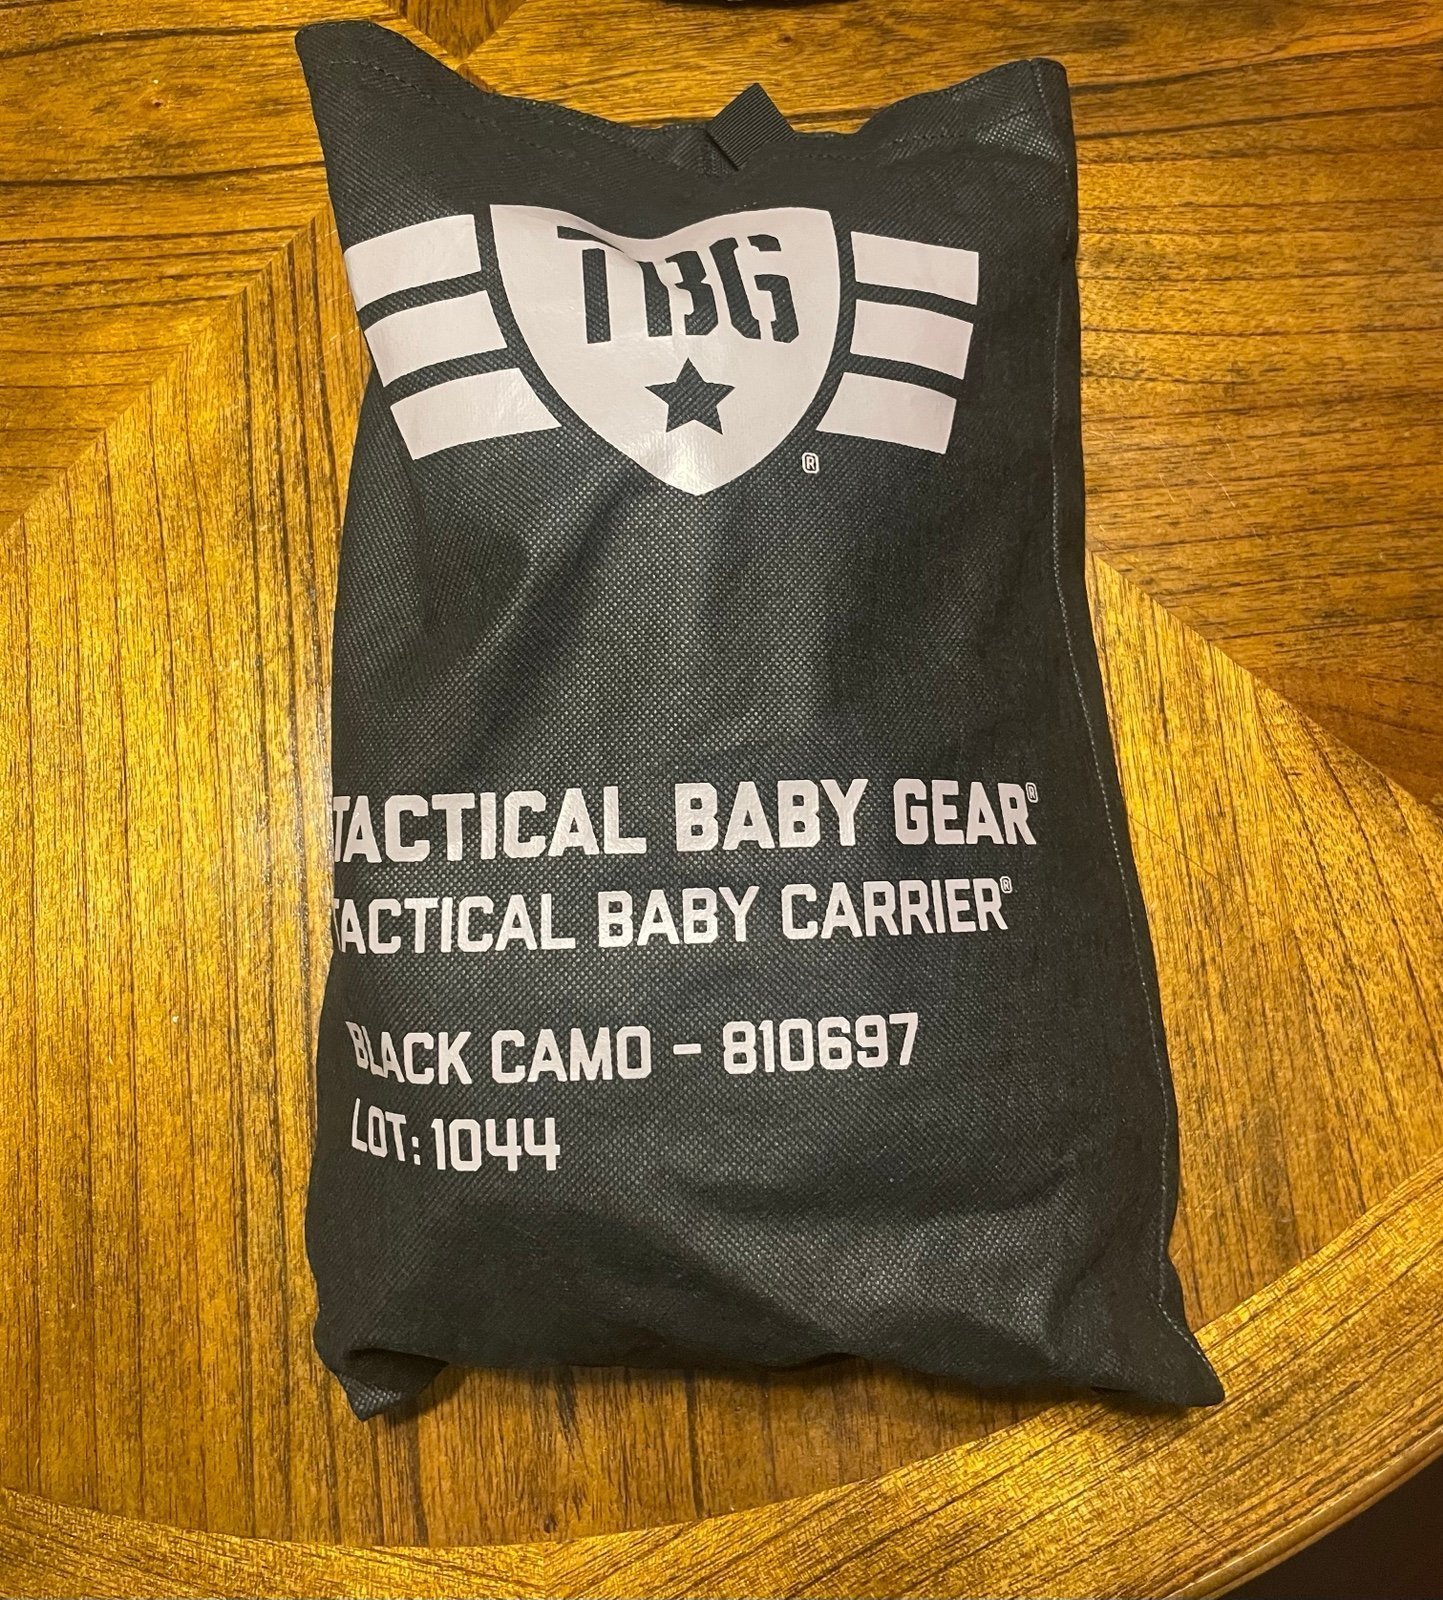 TBG
®
TACTICAL BABY GEAR®
TACTICAL BABY CARRIER®
BLACK CAMO - 810697
LOT: 1044